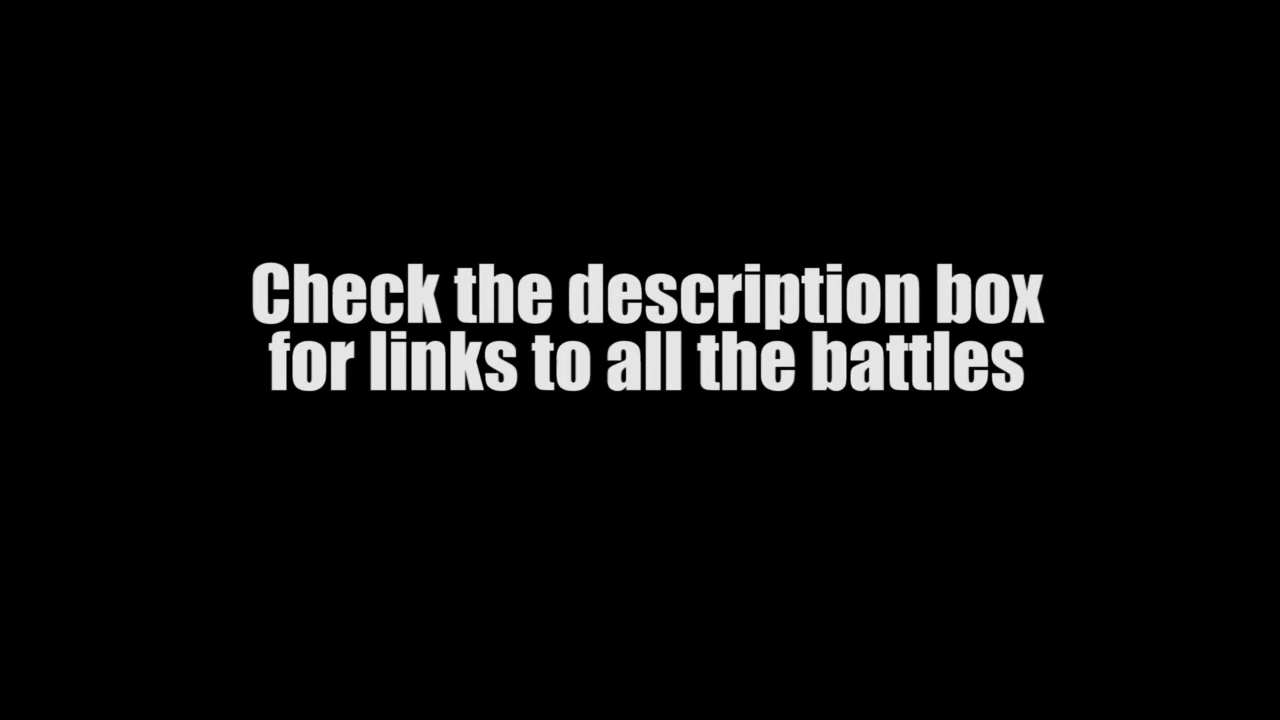 Check the description box
for links to all the battles